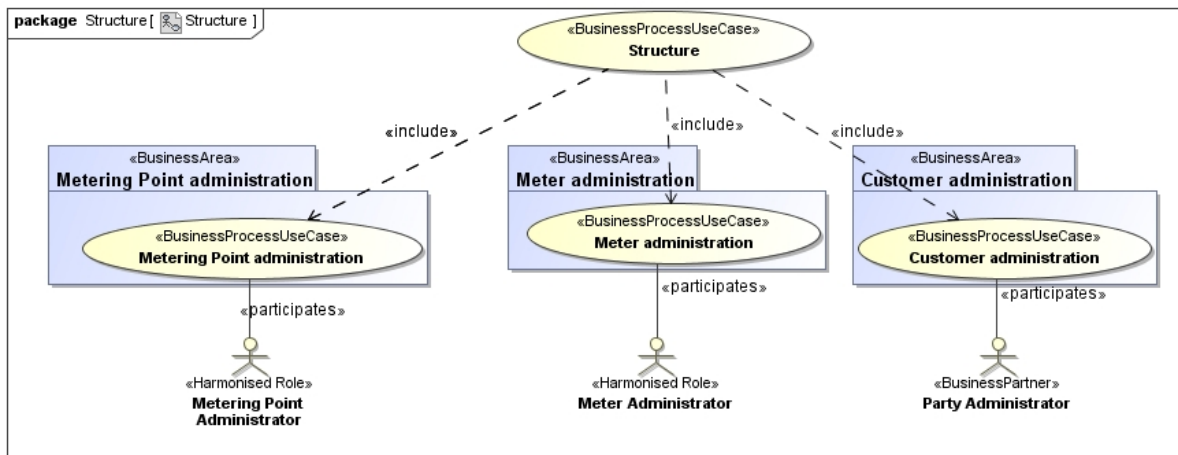 package Structure [ Structure ]
«BusinessProcessUseCase»
Structure
«include»
«include»
«include»
«BusinessArea»
Metering Point administration
«BusinessArea»
Meter administration
«BusinessArea»
Customer administration
«BusinessProcessUseCase»
Metering Point administration
«BusinessProcessUseCase»
Meter administration
«BusinessProcessUseCase»
Customer administration
«participates»
«participates»
«participates»
«Harmonised Role»
Metering Point
Administrator
«Harmonised Role»
Meter Administrator
«BusinessPartner»
Party Administrator